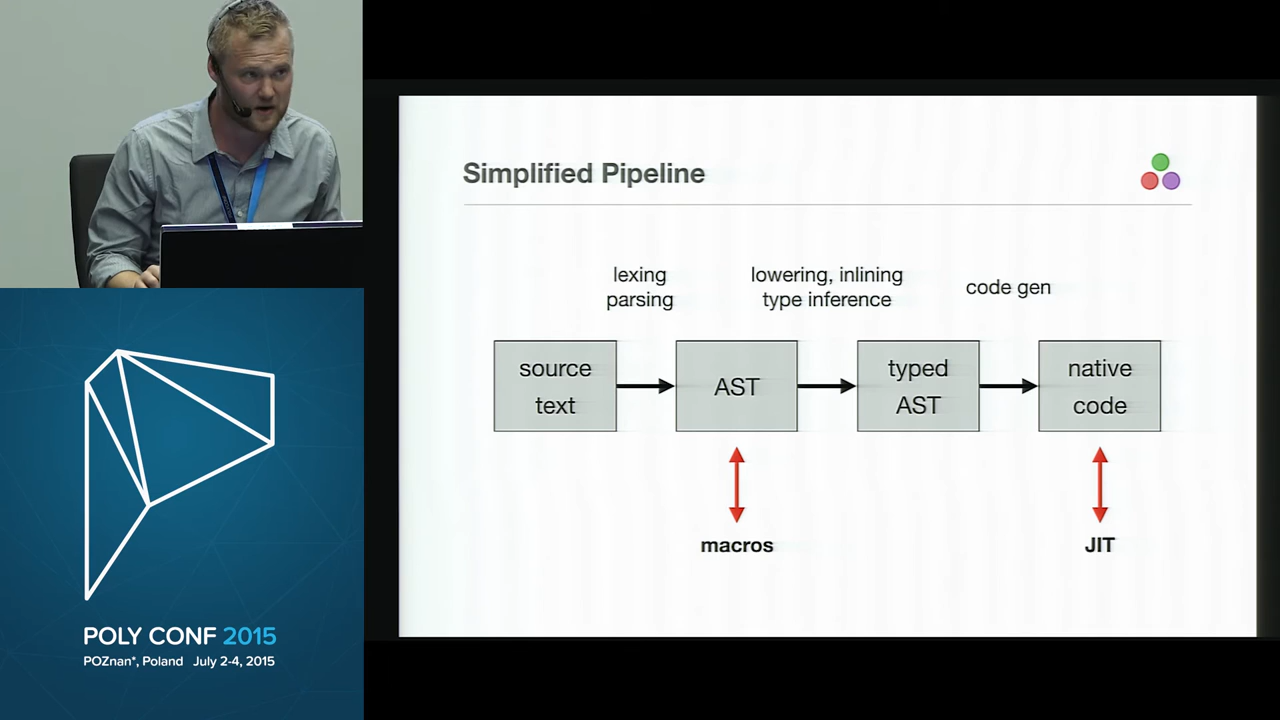 Simplified Pipeline
lexing
parsing
lowering, inlining
type inference
code gen
source
text
AST
typed
AST
native
code
macros
JIT
POLY CONF 2015
POZnan*, Poland July 2-4, 2015